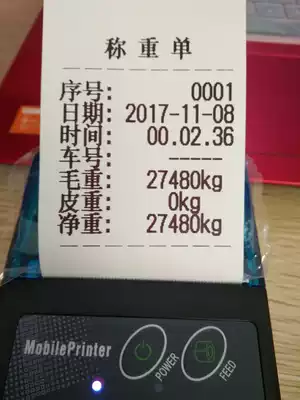 称重单
序号: 0001
日期: 2017-11-08
时间: 00.02.36
车号: -----
毛重: 27480kg
皮重: 0kg
净重: 27480kg
MobilePrinter
POWER
FEED